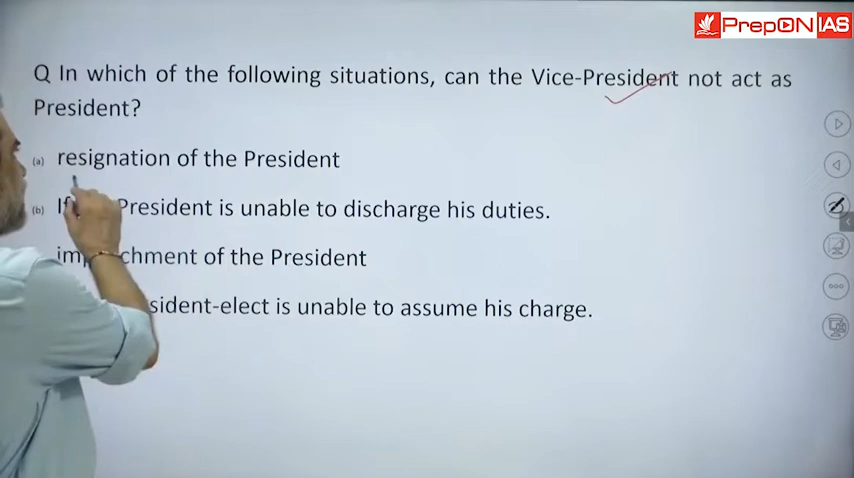 PrepON IAS
Q In which of the following situations, can the Vice-President not act as
President?
(a) resignation of the President
(b) If President is unable to discharge his duties.
chment of the President
sident-elect is unable to assume his charge.